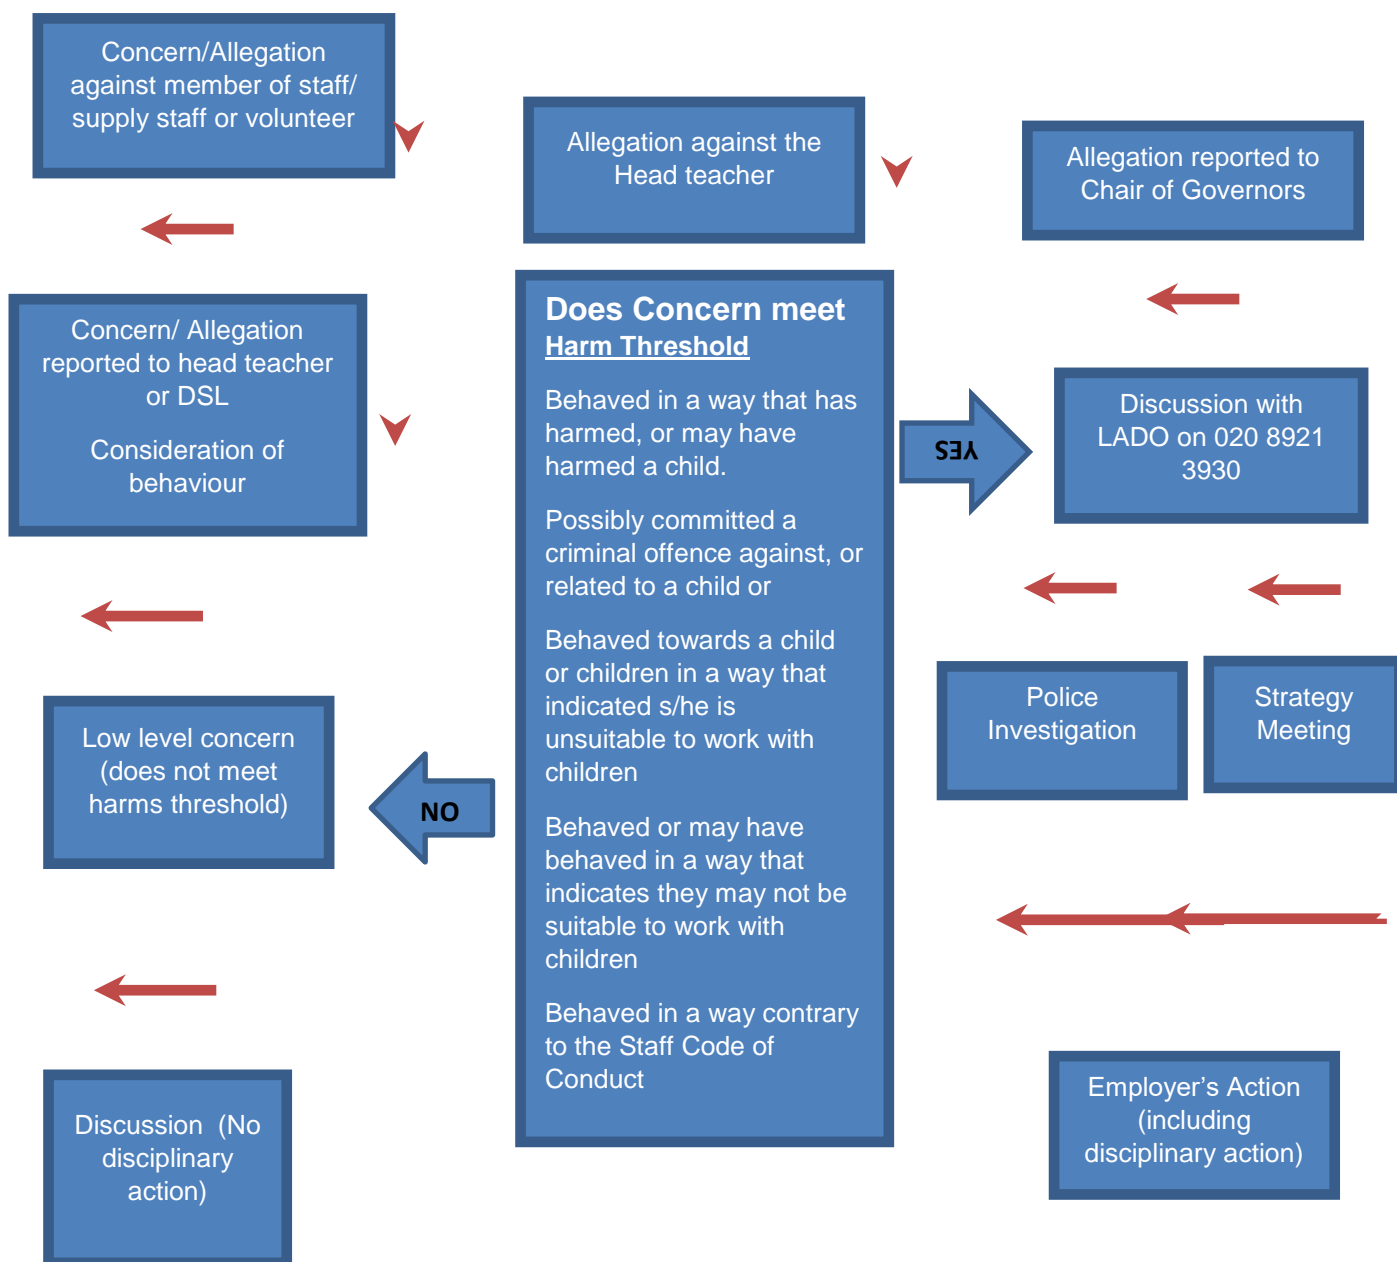 Concern/Allegation
against member of staff/
supply staff or volunteer
Allegation against the
Head teacher
Allegation reported to
Chair of Governors
Concern/ Allegation
reported to head teacher
or DSL
Consideration of
behaviour
Does Concern meet
Harm Threshold
Behaved in a way that has
harmed, or may have
harmed a child.
Possibly committed a
criminal offence against, or
related to a child or
Behaved towards a child
or children in a way that
indicated s/he is
unsuitable to work with
children
Behaved or may have
behaved in a way that
indicates they may not be
suitable to work with
children
Behaved in a way contrary
to the Staff Code of
Conduct
YES
Discussion with
LADO on 020 8921
3930
Police
Investigation
Strategy
Meeting
NO
Low level concern
(does not meet
harms threshold)
Discussion (No
disciplinary
action)
Employer’s Action
(including
disciplinary action)